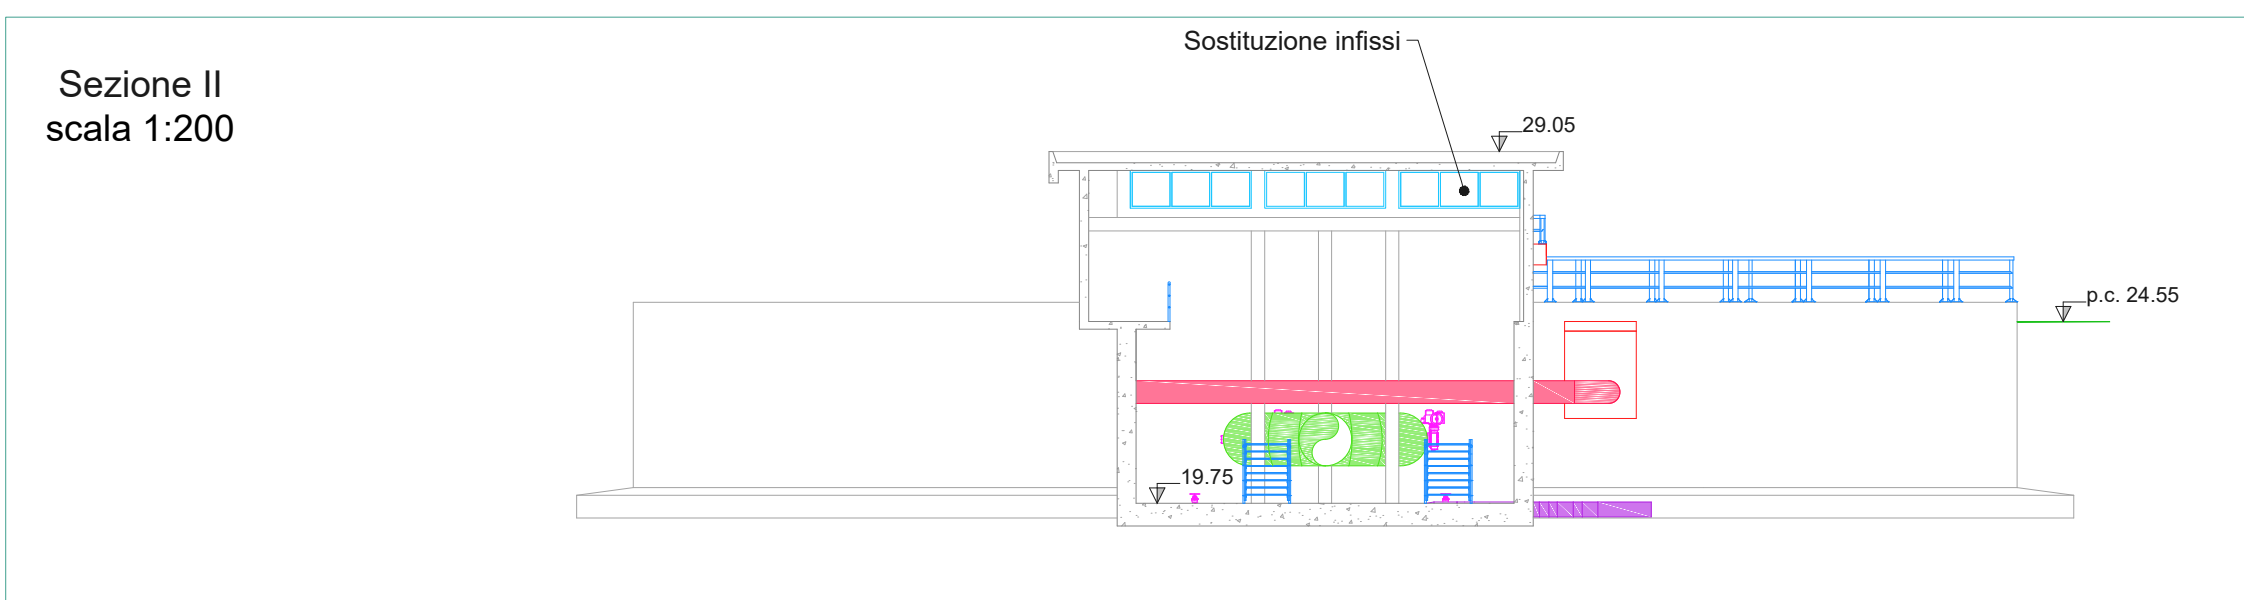 Sostituzione infissi
Sezione II
scala 1:200
29.05
p.c. 24.55
19.75